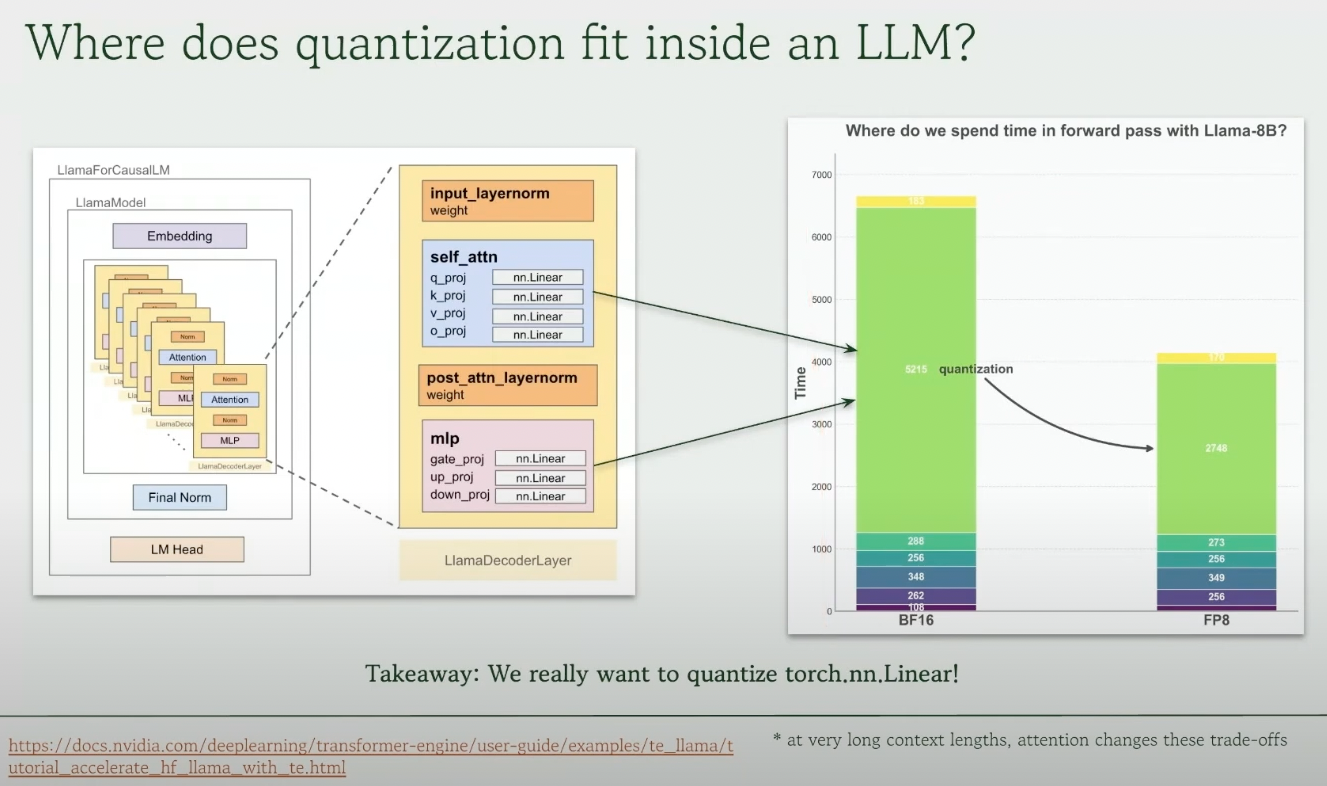 Where does quantization fit inside an LLM?
LlamaForCausalLM
LlamaModel
Embedding
Norm
Attention
Norm
MLP
Norm
Attention
Norm
MLP
LlamaDecoderLayer
Final Norm
LM Head
input_layernorm
weight
self_attn
q_proj nn.Linear
k_proj nn.Linear
v_proj nn.Linear
o_proj nn.Linear
post_attn_layernorm
weight
mlp
gate_proj nn.Linear
up_proj nn.Linear
down_proj nn.Linear
LlamaDecoderLayer
Where do we spend time in forward pass with Llama-8B?
Time
7000
6000
5000
4000
3000
2000
1000
0
183
5215
288
256
348
262
108
BF16
quantization
170
2748
273
256
349
256
FP8
Takeaway: We really want to quantize torch.nn.Linear!
https://docs.nvidia.com/deeplearning/transformer-engine/user-guide/examples/te_llama/t
utorial_accelerate_hf_llama_with_te.html
* at very long context lengths, attention changes these trade-offs